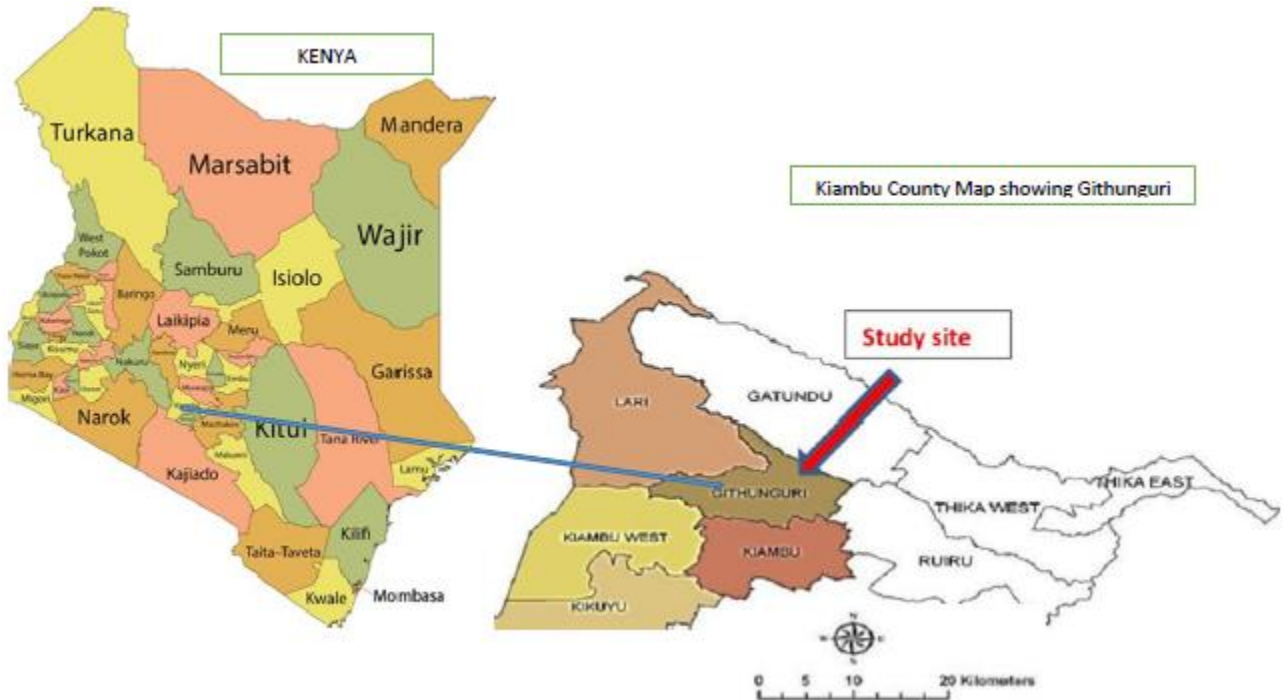 KENYA
Mandera
Turkana
Marsabit
Kiambu County Map showing Githunguri
Wajir
West
Pokot
Samburu
Isiolo
Baringo
Laikipia
Meru
Study site
Nakuru
Nyeri
Garissa
Migori
Narok
Kitui
Tana River
Kajiado
Lamu
Kilifi
Taita-Taveta
Kwale
Mombasa
LARI
GATUNDU
GITHUNGURI
THIKA EAST
THIKA WEST
KIAMBU WEST
KIAMBU
RUIRU
KIKUYU
N
0 5 10 20 Kilometers